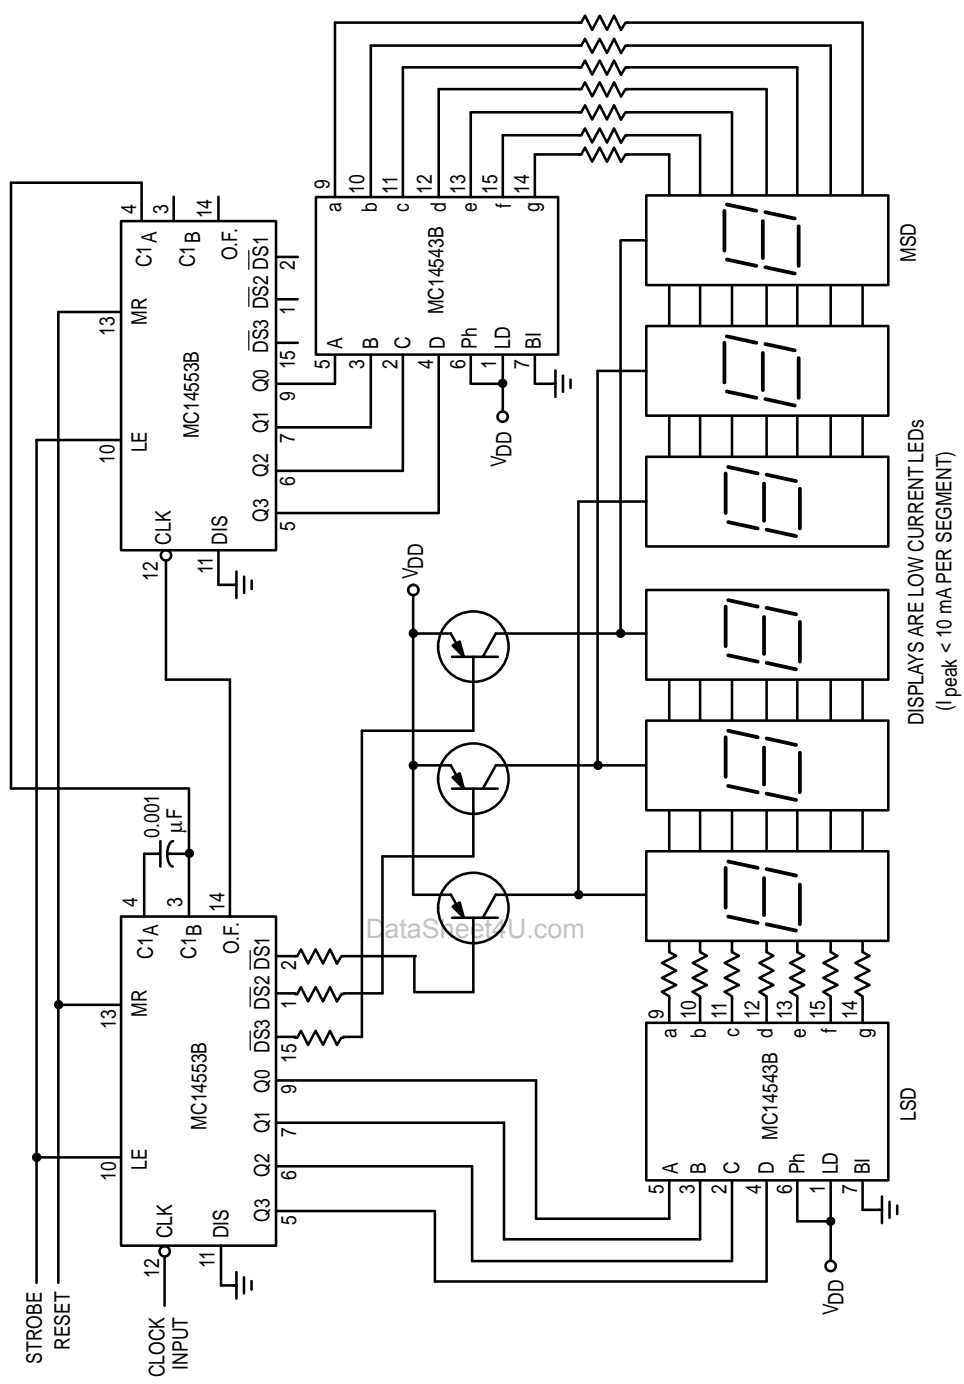 STROBE
RESET
CLOCK
INPUT
10
LE
13
MR
4
C1A
3
C1B
0.001
µF
12
CLK
MC14553B
14
O.F.
11
DIS
Q3
5
Q2
6
Q1
7
Q0
9
DS3
15
DS2
1
DS1
2
10
LE
13
MR
4
C1A
3
C1B
12
CLK
MC14553B
14
O.F.
11
DIS
Q3
5
Q2
6
Q1
7
Q0
9
DS3
15
DS2
1
DS1
2
5
A
3
B
2
C
4
D
6
Ph
1
LD
7
BI
MC14543B
9
a
10
b
11
c
12
d
13
e
15
f
14
g
VDD
VDD
DataSheet4U.com
5
A
3
B
2
C
4
D
6
Ph
1
LD
7
BI
MC14543B
9
a
10
b
11
c
12
d
13
e
15
f
14
g
VDD
LSD
MSD
DISPLAYS ARE LOW CURRENT LEDs
(Ipeak < 10 mA PER SEGMENT)